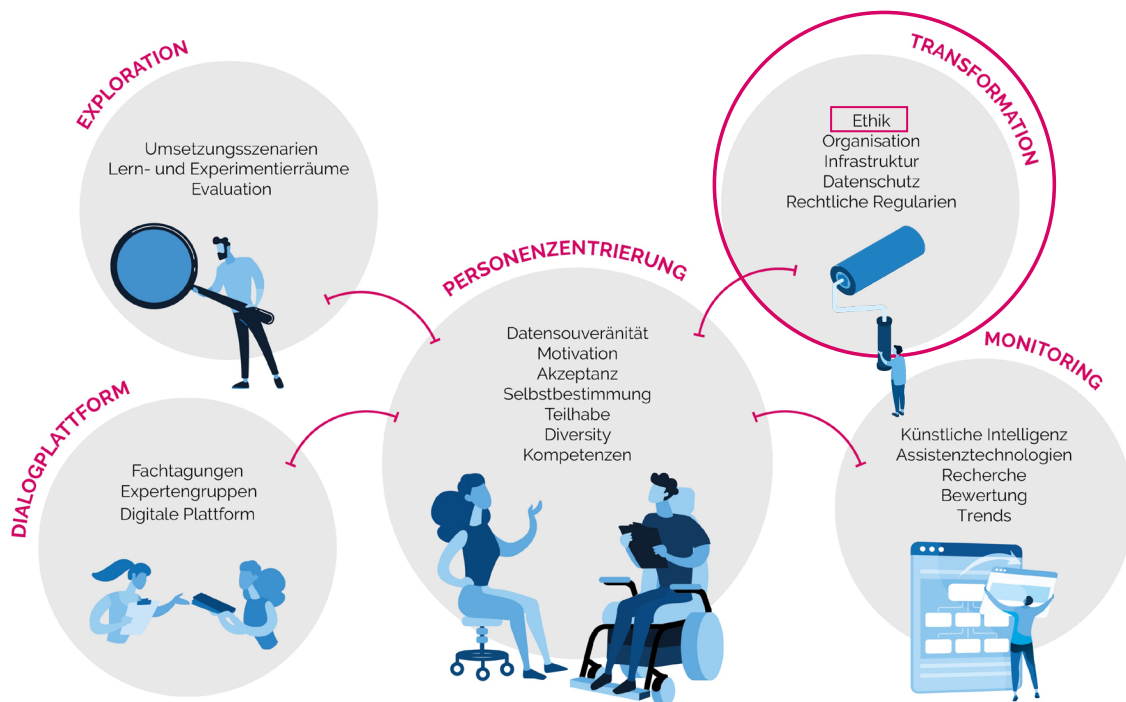 EXPLORATION
Umsetzungsszenarien
Lern- und Experimentierräume
Evaluation
TRANSFORMATION
Ethik
Organisation
Infrastruktur
Datenschutz
Rechtliche Regularien
PERSONENZENTRIERUNG
Datensouveränität
Motivation
Akzeptanz
Selbstbestimmung
Teilhabe
Diversity
Kompetenzen
DIALOGPLATTFORM
Fachtagungen
Expertengruppen
Digitale Plattform
MONITORING
Künstliche Intelligenz
Assistenztechnologien
Recherche
Bewertung
Trends